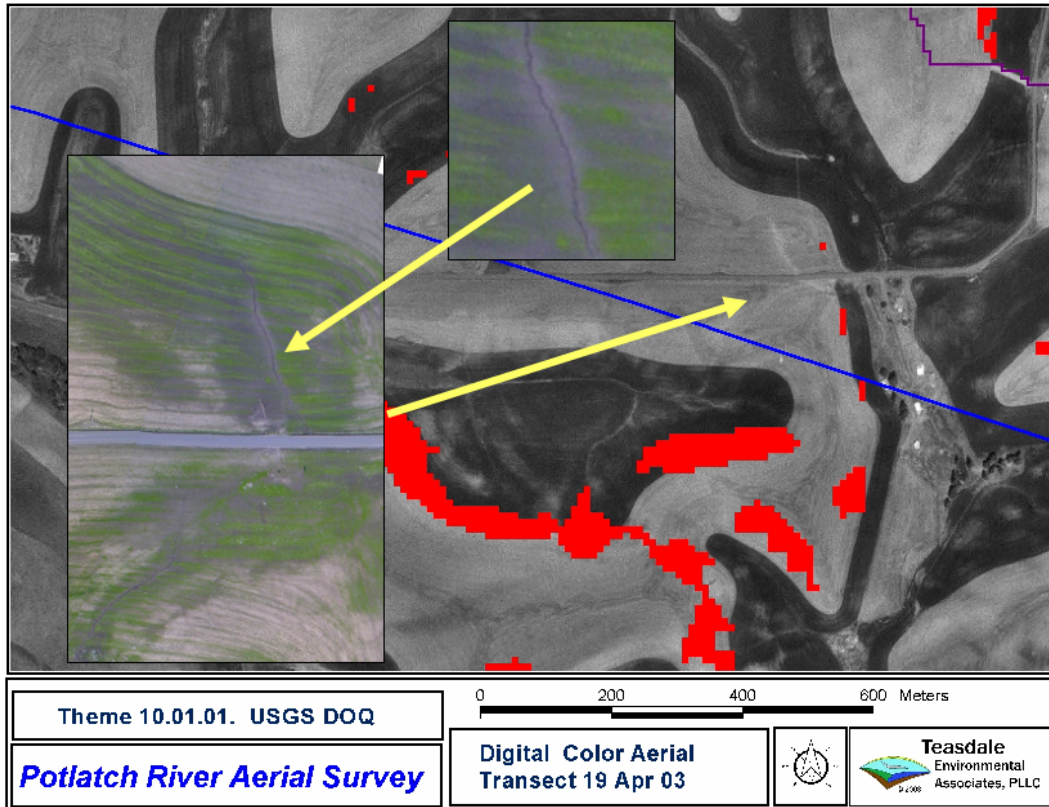 0 200 400 600 Meters
Theme 10.01.01. USGS DOQ
Potlatch River Aerial Survey
Digital Color Aerial
Transect 19 Apr 03
Teasdale
Environmental
Associates, PLLC